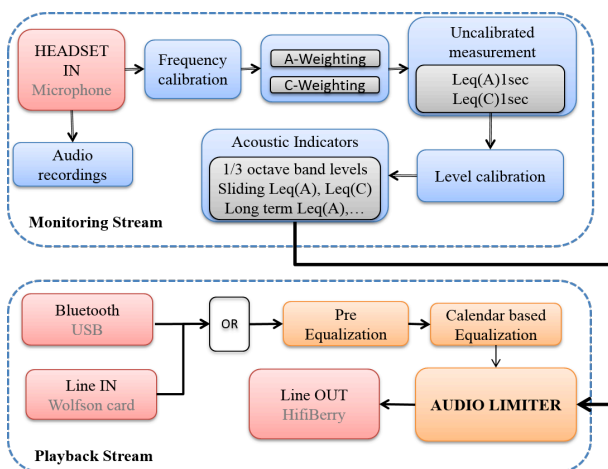 HEADSET
IN
Microphone
Frequency
calibration
A-Weighting
C-Weighting
Uncalibrated
measurement
Leq(A)1sec
Leq(C)1sec
Audio
recordings
Acoustic Indicators
1/3 octave band levels
Sliding Leq(A), Leq(C)
Long term Leq(A),…
Level calibration
Monitoring Stream
Bluetooth
USB
Line IN
Wolfson card
OR
Pre
Equalization
Calendar based
Equalization
Line OUT
HifiBerry
AUDIO LIMITER
Playback Stream